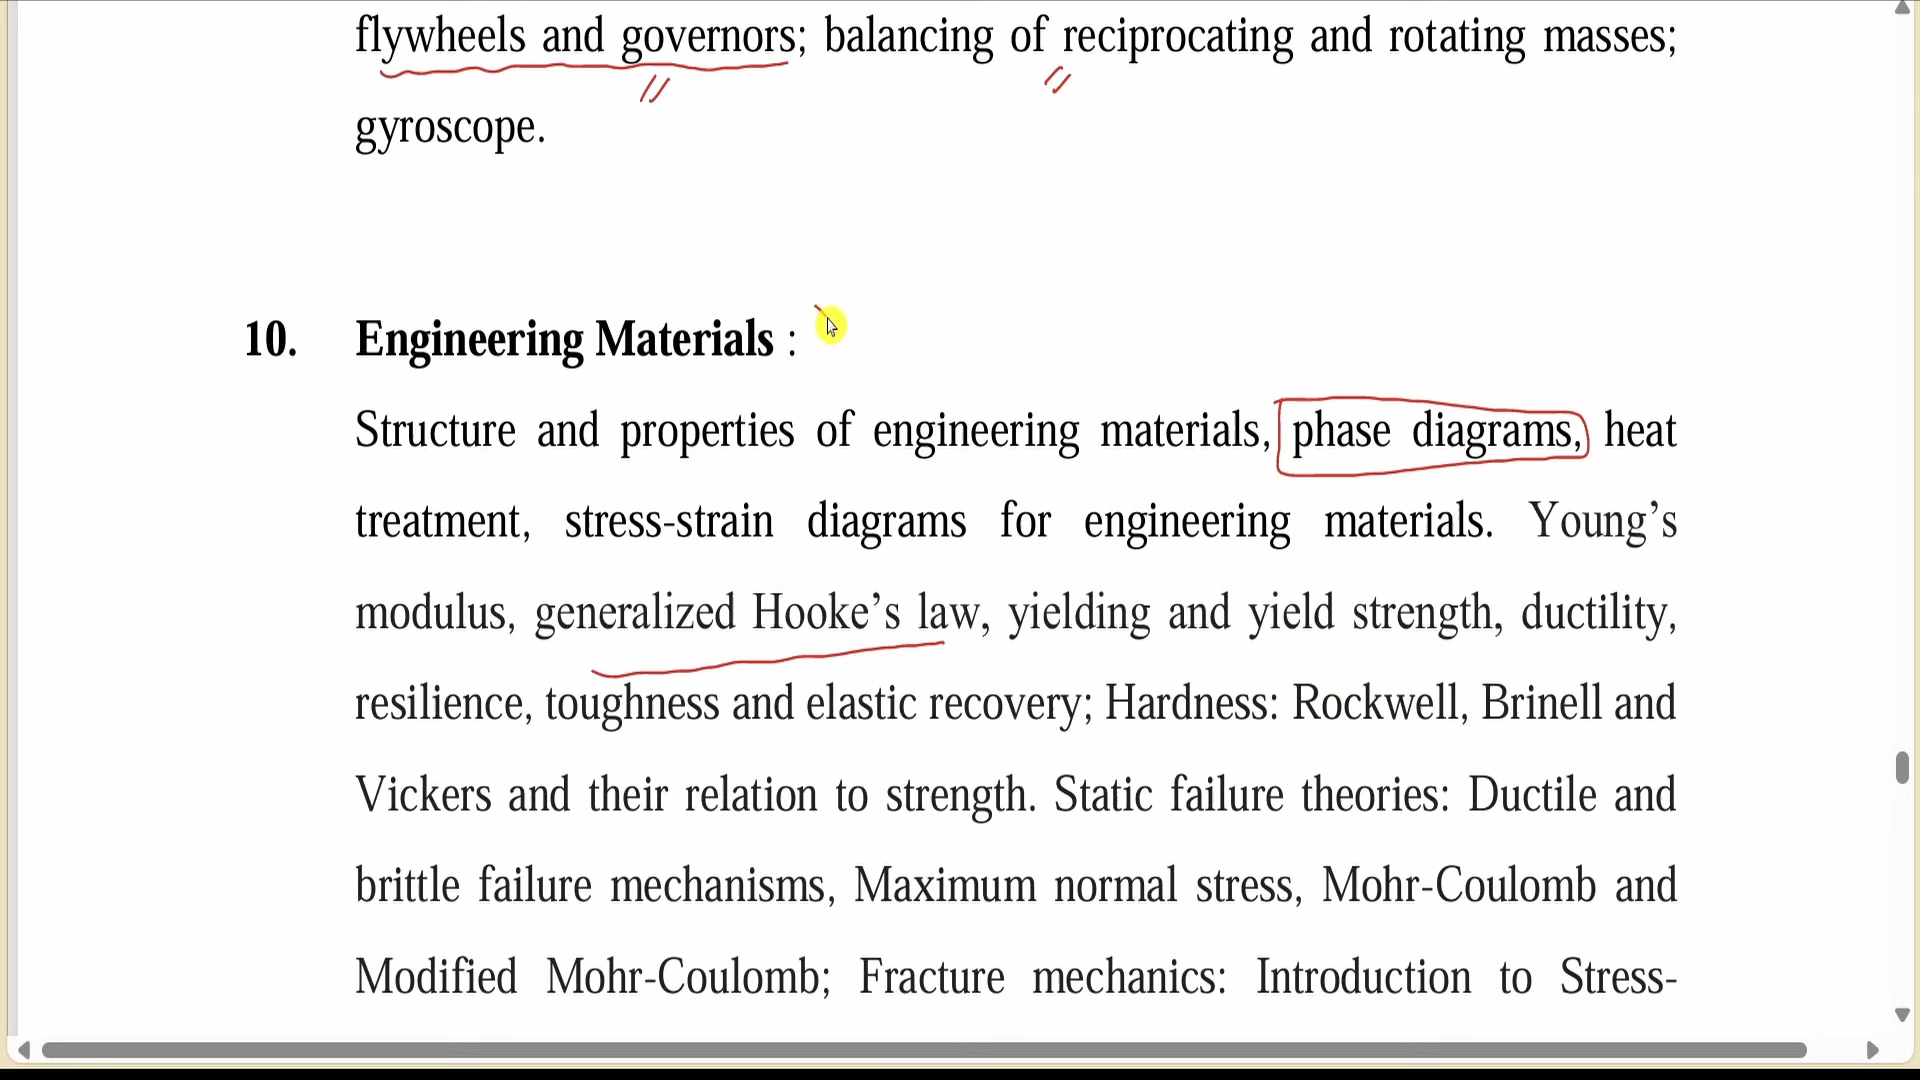 flywheels and governors; balancing of reciprocating and rotating masses;
gyroscope.
10. Engineering Materials :
Structure and properties of engineering materials, phase diagrams, heat
treatment, stress-strain diagrams for engineering materials. Young’s
modulus, generalized Hooke’s law, yielding and yield strength, ductility,
resilience, toughness and elastic recovery; Hardness: Rockwell, Brinell and
Vickers and their relation to strength. Static failure theories: Ductile and
brittle failure mechanisms, Maximum normal stress, Mohr-Coulomb and
Modified Mohr-Coulomb; Fracture mechanics: Introduction to Stress-